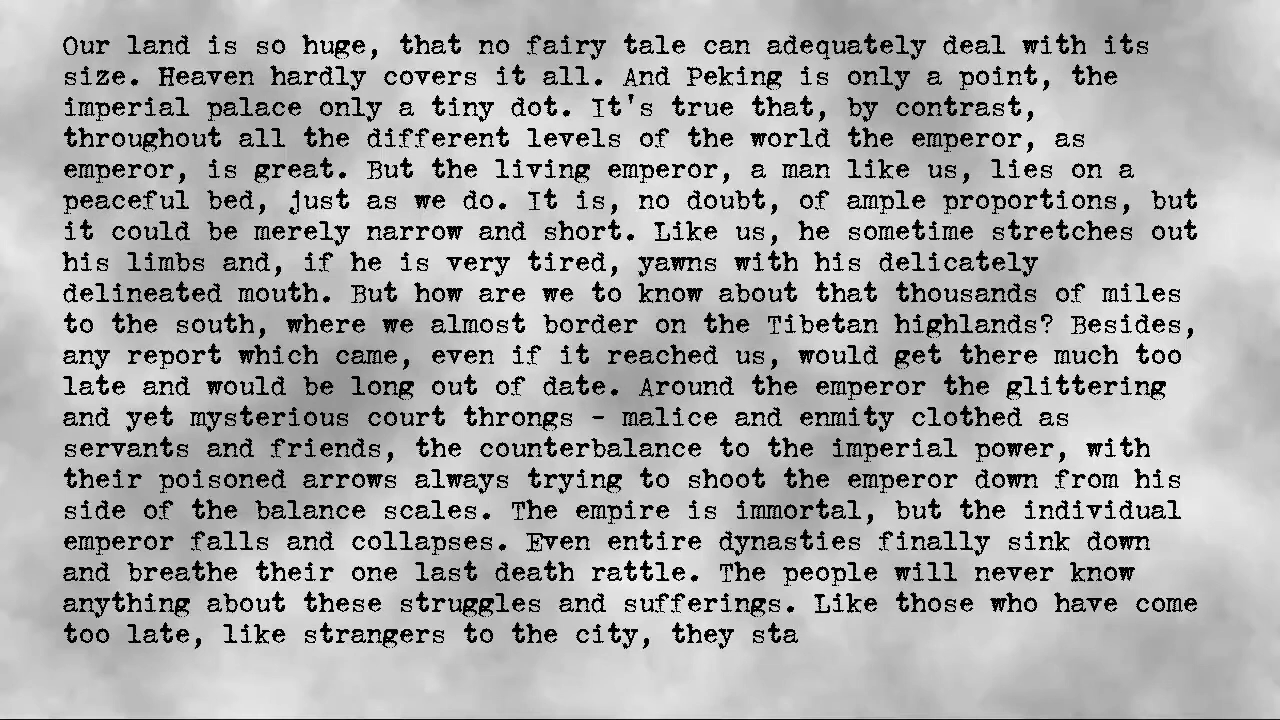 Our land is so huge, that no fairy tale can adequately deal with its
size. Heaven hardly covers it all. And Peking is only a point, the
imperial palace only a tiny dot. It's true that, by contrast,
throughout all the different levels of the world the emperor, as
emperor, is great. But the living emperor, a man like us, lies on a
peaceful bed, just as we do. It is, no doubt, of ample proportions, but
it could be merely narrow and short. Like us, he sometime stretches out
his limbs and, if he is very tired, yawns with his delicately
delineated mouth. But how are we to know about that thousands of miles
to the south, where we almost border on the Tibetan highlands? Besides,
any report which came, even if it reached us, would get there much too
late and would be long out of date. Around the emperor the glittering
and yet mysterious court throngs - malice and enmity clothed as
servants and friends, the counterbalance to the imperial power, with
their poisoned arrows always trying to shoot the emperor down from his
side of the balance scales. The empire is immortal, but the individual
emperor falls and collapses. Even entire dynasties finally sink down
and breathe their one last death rattle. The people will never know
anything about these struggles and sufferings. Like those who have come
too late, like strangers to the city, they sta